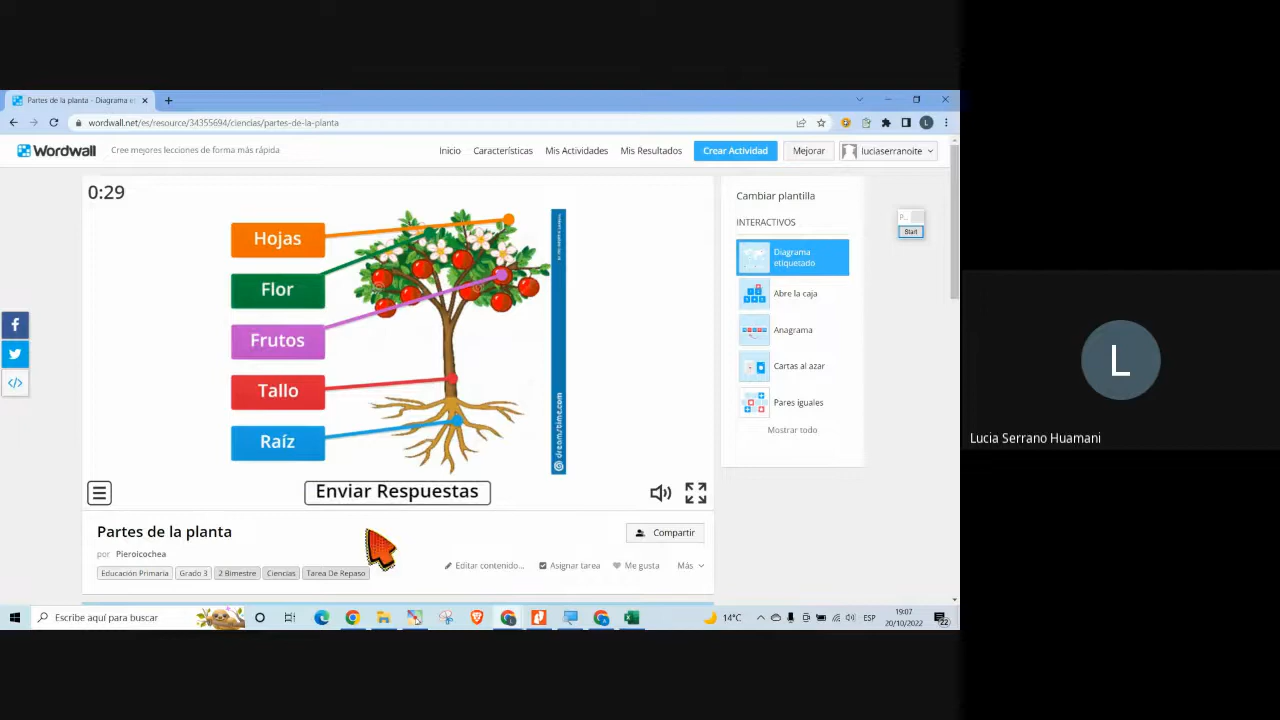 Partes de la planta - Diagrama e
wordwall.net/es/resource/34355694/ciencias/partes-de-la-planta
Wordwall
Cree mejores lecciones de forma más rápida
Inicio
Características
Mis Actividades
Mis Resultados
Crear Actividad
Mejorar
luciaserranoite
0:29
Hojas
Flor
Frutos
Tallo
Raíz
dreamstime.com
Enviar Respuestas
Cambiar plantilla
INTERACTIVOS
Diagrama
etiquetado
Abre la caja
Anagrama
Cartas al azar
Pares iguales
Mostrar todo
P...
Start
Partes de la planta
por Pieroicochea
Compartir
Educación Primaria
Grado 3
2 Bimestre
Ciencias
Tarea De Repaso
Editar contenido...
Asignar tarea
Me gusta
Más
Escribe aquí para buscar
14°C
ESP
19:07
20/10/2022
22
L
L
Lucia Serrano Huamani